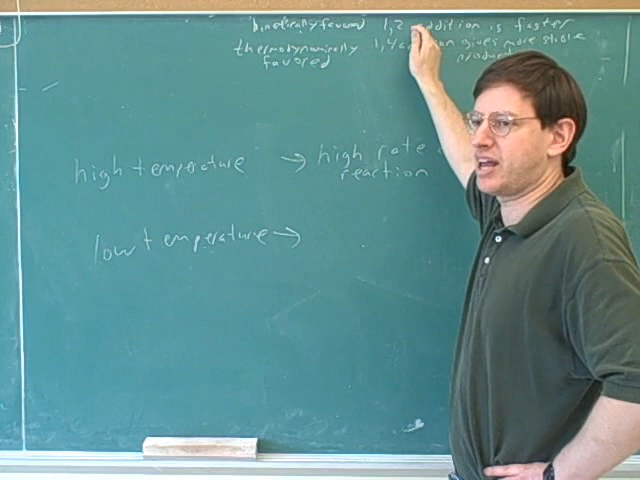 kinetically favored 1,2 addition is faster
thermodynamically 1,4 addition gives more stable
favored product
high temperature → high rate
reaction
low temperature →